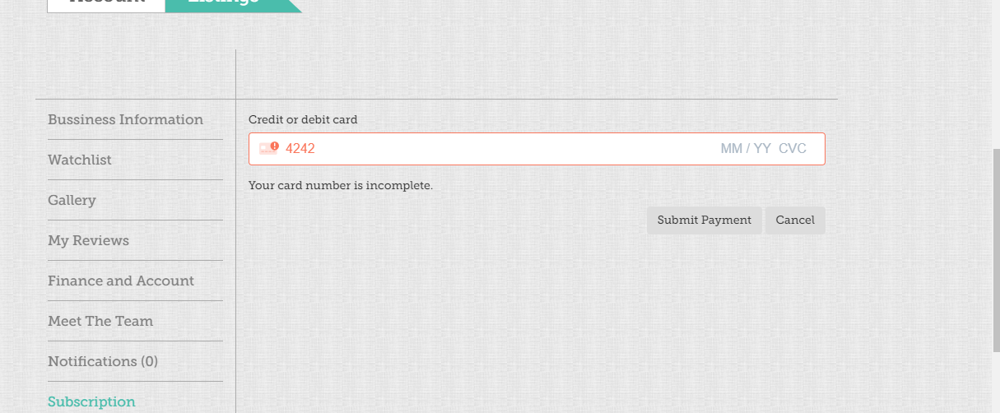 Account Listings
Bussiness Information
Watchlist
Gallery
My Reviews
Finance and Account
Meet The Team
Notifications (0)
Subscription
Credit or debit card
4242 MM / YY CVC
Your card number is incomplete.
Submit Payment Cancel